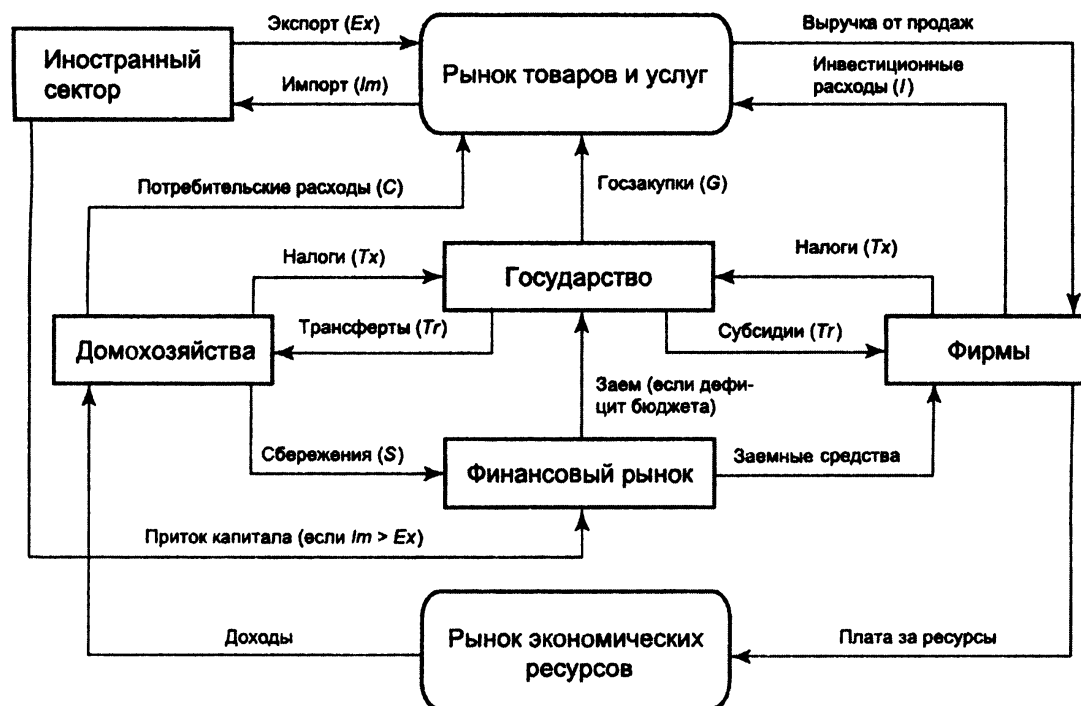 Экспорт (Ex)
Выручка от продаж
Иностранный
сектор
Рынок товаров и услуг
Инвестиционные
расходы (I)
Импорт (Im)
Потребительские расходы (C)
Госзакупки (G)
Налоги (Tx)
Государство
Налоги (Tx)
Трансферты (Tr)
Субсидии (Tr)
Домохозяйства
Фирмы
Заем (если дефи-
цит бюджета)
Сбережения (S)
Финансовый рынок
Заемные средства
Приток капитала (если Im > Ex)
Доходы
Рынок экономических
ресурсов
Плата за ресурсы